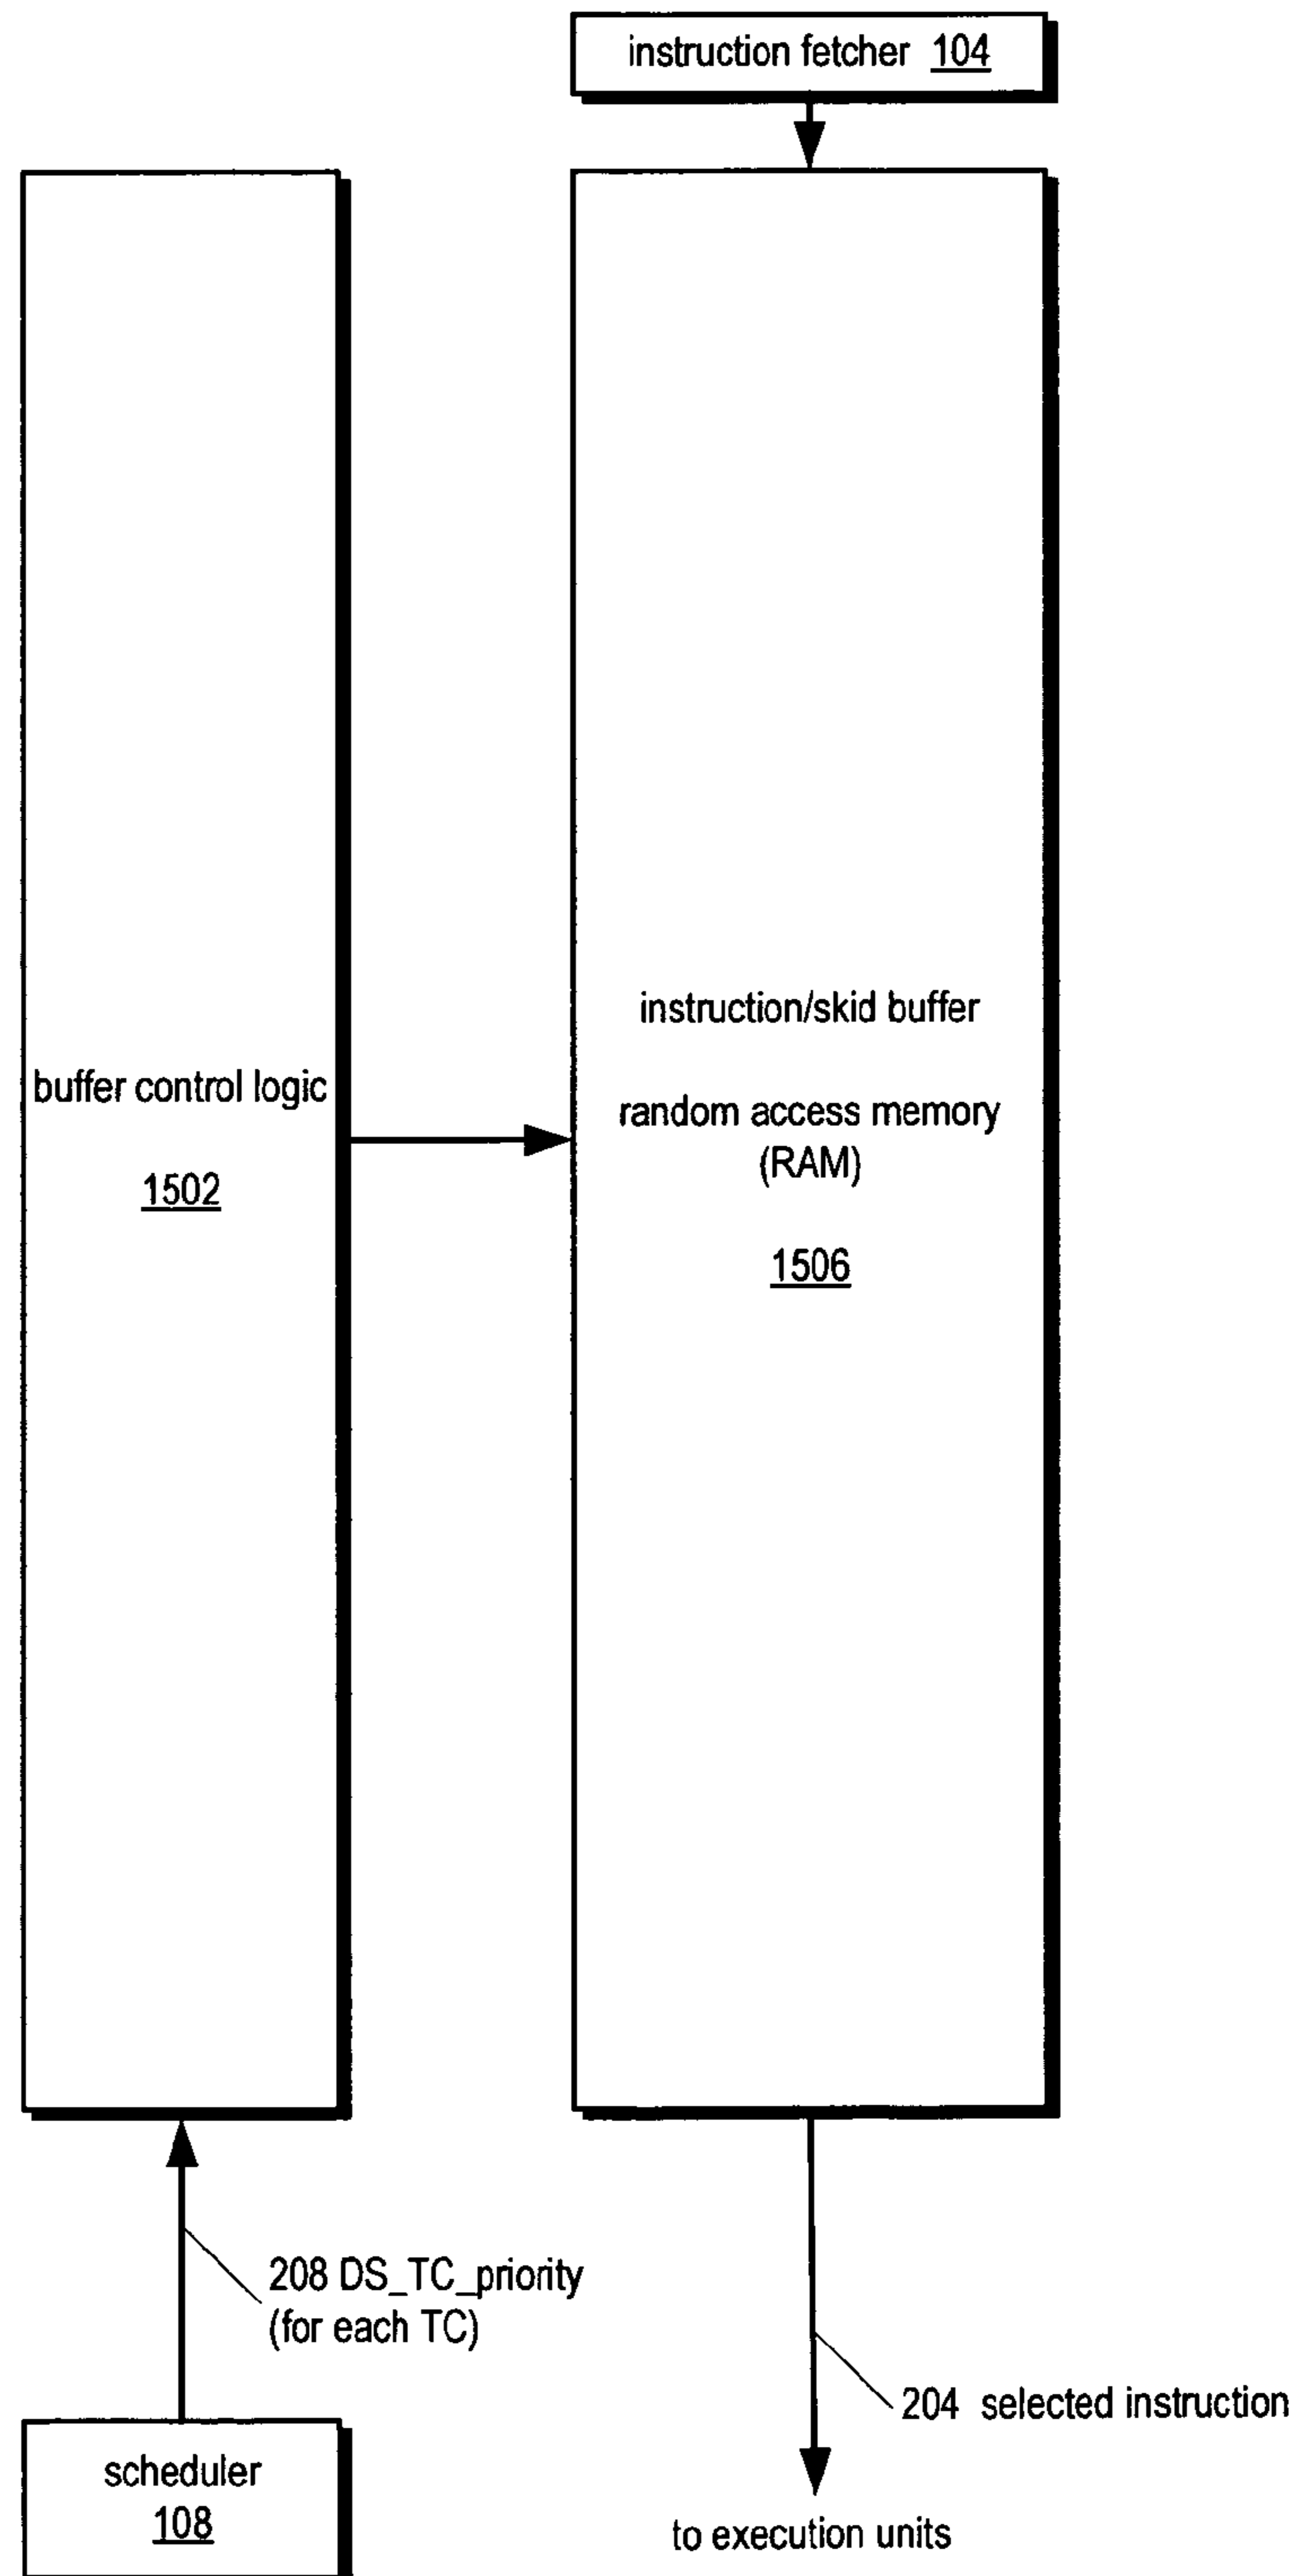 instruction fetcher 104
buffer control logic
1502
instruction/skid buffer
random access memory
(RAM)
1506
208 DS_TC_priority
(for each TC)
204 selected instruction
scheduler
108
to execution units